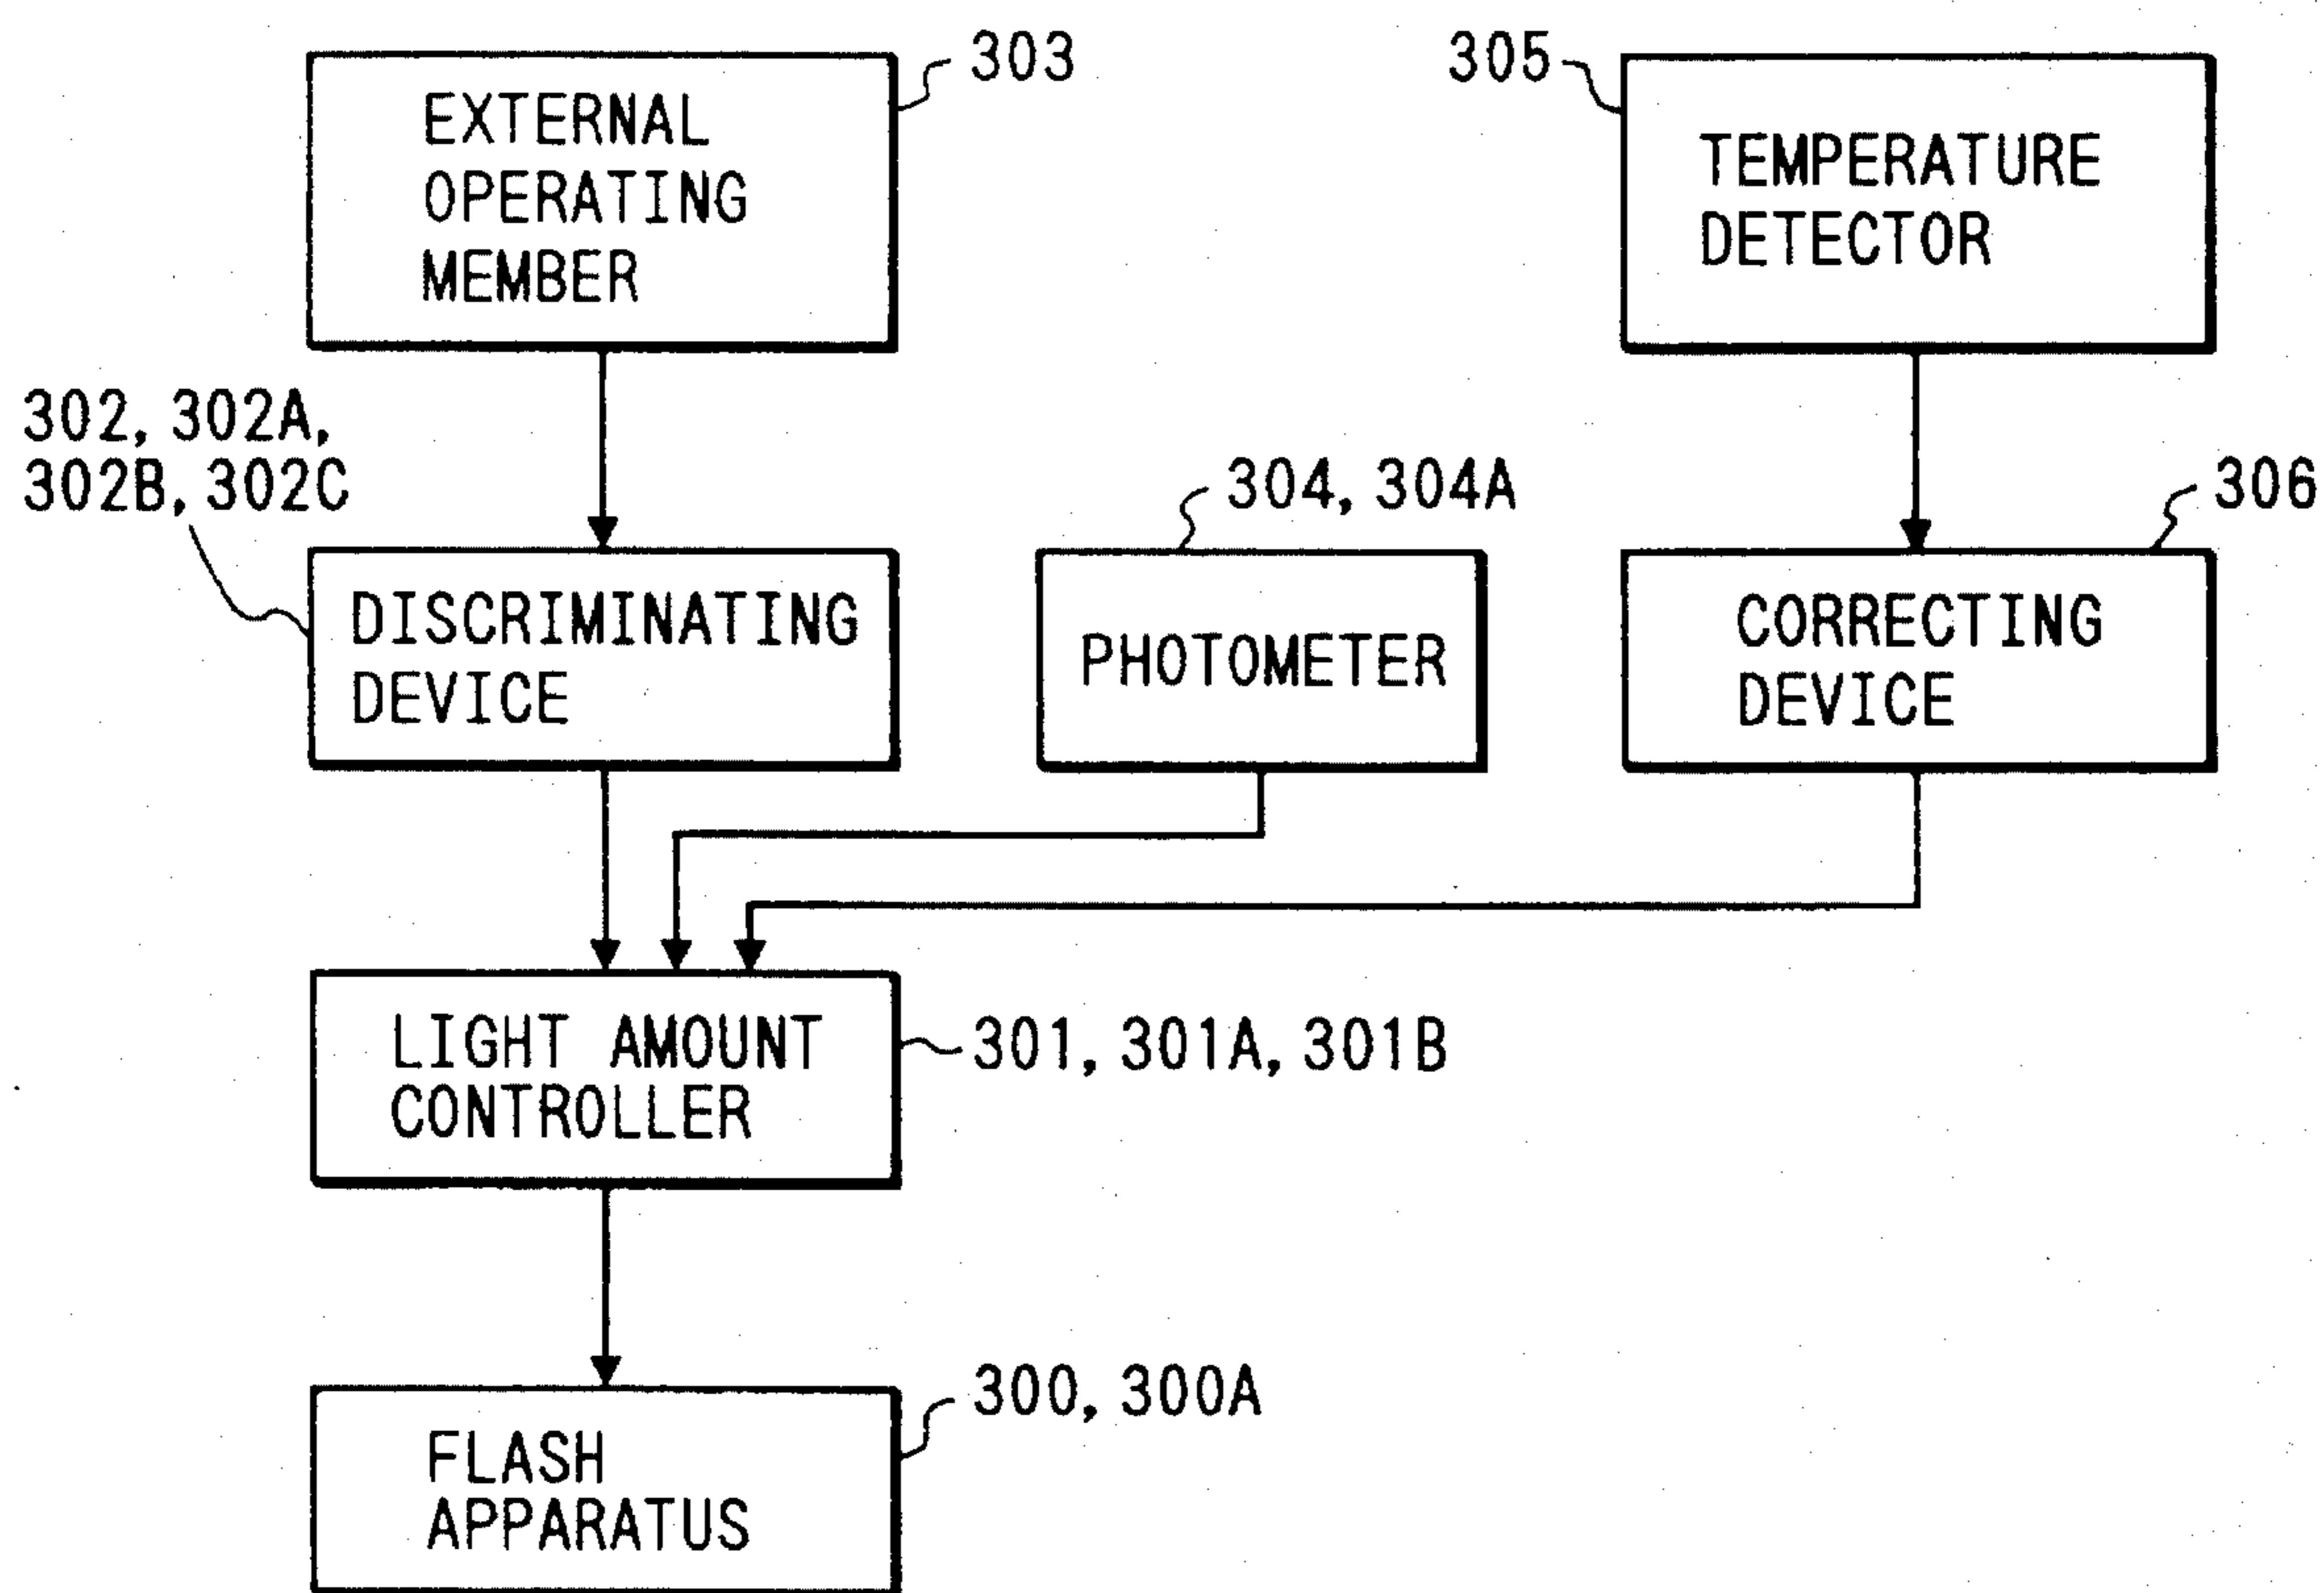 303
EXTERNAL
OPERATING
MEMBER
305
TEMPERATURE
DETECTOR
302, 302A,
302B, 302C
DISCRIMINATING
DEVICE
304, 304A
PHOTOMETER
306
CORRECTING
DEVICE
LIGHT AMOUNT
CONTROLLER
301, 301A, 301B
300, 300A
FLASH
APPARATUS